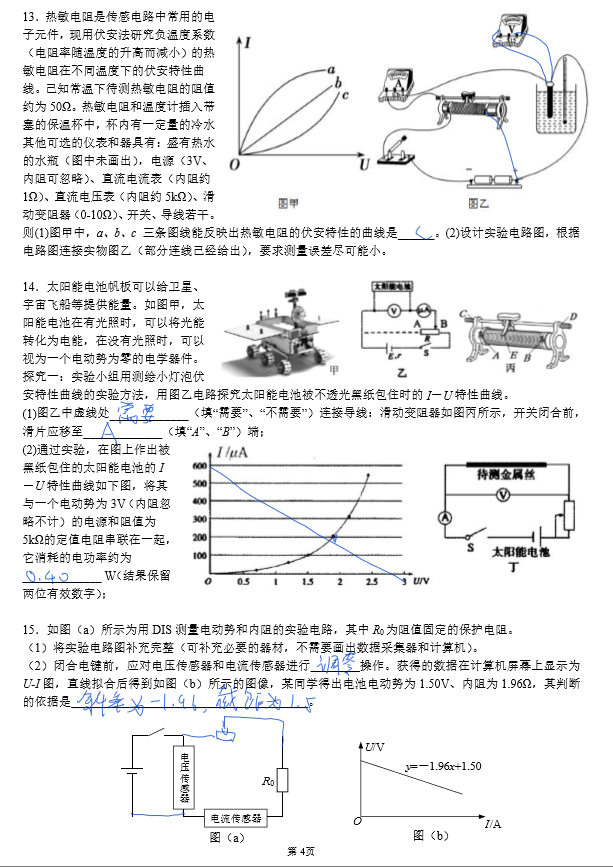 13．热敏电阻是传感电路中常用的电
子元件，现用伏安法研究负温度系数
（电阻率随温度的升高而减小）的热
敏电阻在不同温度下的伏安特性曲
线。已知常温下待测热敏电阻的阻值
约为 50Ω。热敏电阻和温度计插入带
塞的保温杯中，杯内有一定量的冷水
其他可选的仪表和器具有：盛有热水
的水瓶（图中未画出），电源（3V、
内阻可忽略）、直流电流表（内阻约
1Ω）、直流电压表（内阻约 5kΩ）、滑
动变阻器（0-10Ω）、开关、导线若干。
I
a
b
c
O
U
图甲
V
A
－
＋
图乙
则(1)图甲中，a、b、c 三条图线能反映出热敏电阻的伏安特性的曲线是 c 。(2)设计实验电路图，根据
电路图连接实物图乙（部分连线已经给出），要求测量误差尽可能小。
14．太阳能电池帆板可以给卫星、
宇宙飞船等提供能量。如图甲，太
阳能电池在有光照时，可以将光能
转化为电能，在没有光照时，可以
视为一个电动势为零的电学器件。
探究一：实验小组用测绘小灯泡伏
甲
太阳能电池
V
μA
A
B
R
E,r
S
乙
C
D
A
E
B
丙
安特性曲线的实验方法，用图乙电路探究太阳能电池被不透光黑纸包住时的 I－U 特性曲线。
(1)图乙中虚线处 需要 （填“需要”、“不需要”）连接导线：滑动变阻器如图丙所示，开关闭合前，
滑片应移至 A （填“A”、“B”）端；
(2)通过实验，在图上作出被
黑纸包住的太阳能电池的 I
－U 特性曲线如下图，将其
与一个电动势为 3V（内阻忽
略不计）的电源和阻值为
5kΩ的定值电阻串联在一起，
它消耗的电功率约为
0.40 W(结果保留
两位有效数字)；
I /μA
600
500
400
300
200
100
0
0.5
1
1.5
2
2.5
3
U/V
待测金属丝
V
A
S
太阳能电池
丁
15．如图（a）所示为用 DIS 测量电动势和内阻的实验电路，其中 R0为阻值固定的保护电阻。
（1）将实验电路图补充完整（可补充必要的器材，不需要画出数据采集器和计算机）。
（2）闭合电键前，应对电压传感器和电流传感器进行 调零 操作。获得的数据在计算机屏幕上显示为
U-I 图，直线拟合后得到如图（b）所示的图像，某同学得出电池电动势为 1.50V、内阻为 1.96Ω，其判断
的依据是 斜率为-1.96，截距为1.5 。
电压传感器
R0
电流传感器
图（a）
U/V
y=－1.96x+1.50
O
I/A
图（b）
第 4页